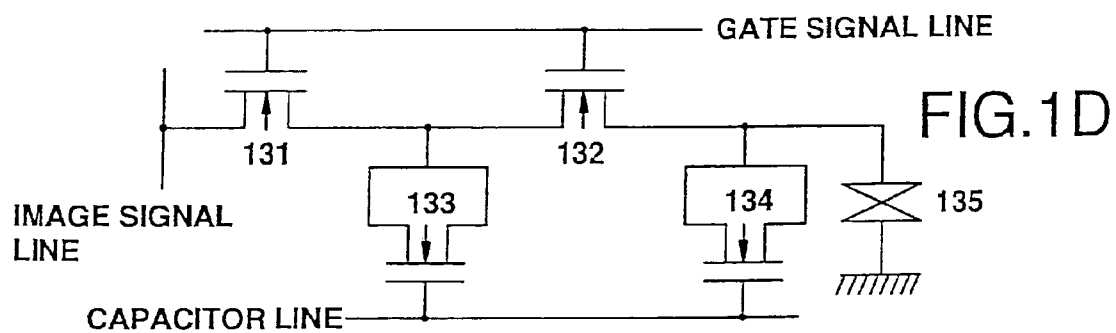 GATE SIGNAL LINE
FIG.1D
131
132
133
134
135
IMAGE SIGNAL
LINE
CAPACITOR LINE